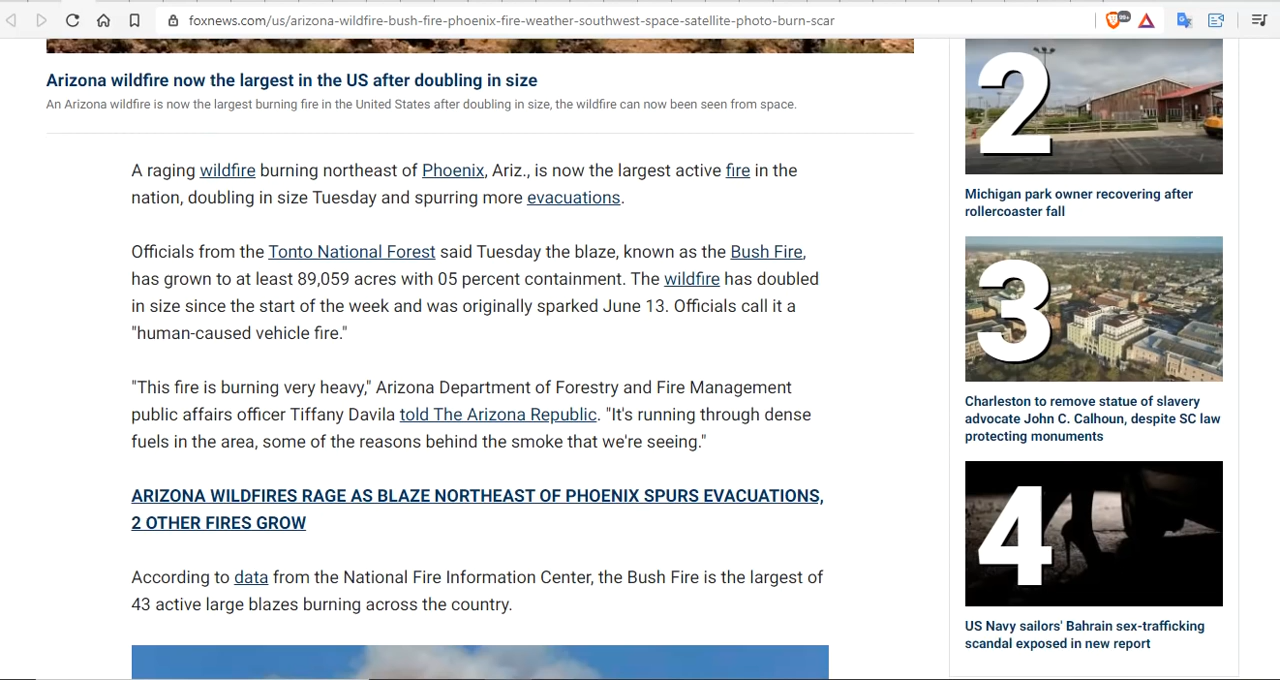 foxnews.com/us/arizona-wildfire-bush-fire-phoenix-fire-weather-southwest-space-satellite-photo-burn-scar
99+
Arizona wildfire now the largest in the US after doubling in size
An Arizona wildfire is now the largest burning fire in the United States after doubling in size, the wildfire can now been seen from space.
A raging wildfire burning northeast of Phoenix, Ariz., is now the largest active fire in the
nation, doubling in size Tuesday and spurring more evacuations.
Officials from the Tonto National Forest said Tuesday the blaze, known as the Bush Fire,
has grown to at least 89,059 acres with 05 percent containment. The wildfire has doubled
in size since the start of the week and was originally sparked June 13. Officials call it a
"human-caused vehicle fire."
"This fire is burning very heavy," Arizona Department of Forestry and Fire Management
public affairs officer Tiffany Davila told The Arizona Republic. "It's running through dense
fuels in the area, some of the reasons behind the smoke that we're seeing."
ARIZONA WILDFIRES RAGE AS BLAZE NORTHEAST OF PHOENIX SPURS EVACUATIONS,
2 OTHER FIRES GROW
According to data from the National Fire Information Center, the Bush Fire is the largest of
43 active large blazes burning across the country.
2
Michigan park owner recovering after
rollercoaster fall
3
Charleston to remove statue of slavery
advocate John C. Calhoun, despite SC law
protecting monuments
4
US Navy sailors' Bahrain sex-trafficking
scandal exposed in new report